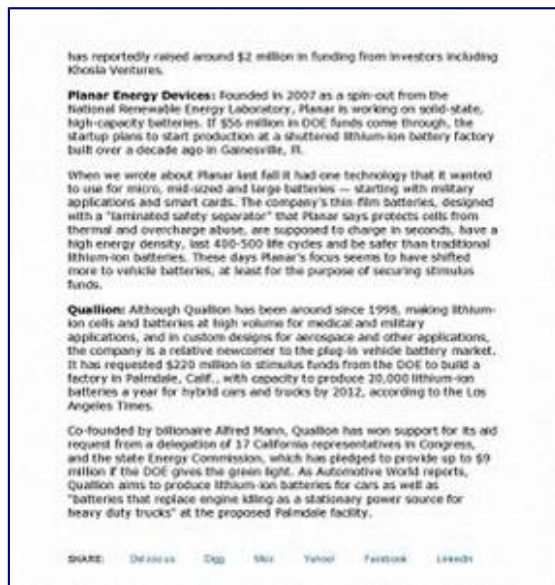 has reportedly raised around $2 million in funding from investors including
Khosla Ventures.
Planar Energy Devices: Founded in 2007 as a spin-out from the
National Renewable Energy Laboratory, Planar is working on solid-state,
high-capacity batteries. If $56 million in DOE funds come through, the
startup plans to start production at a shuttered lithium-ion battery factory
built over a decade ago in Gainesville, Fl.
When we wrote about Planar last fall it had one technology that it wanted
to use for micro, mid-sized and large batteries — starting with military
applications and smart cards. The company's thin-film batteries, designed
with a "laminated safety separator" that Planar says protects cells from
thermal and overcharge abuse, are supposed to charge in seconds, have a
high energy density, last 400-500 life cycles and be safer than traditional
lithium-ion batteries. These days Planar's focus seems to have shifted
more to vehicle batteries, at least for the purpose of securing stimulus
funds.
Quallion: Although Quallion has been around since 1998, making lithium-
ion cells and batteries at high volume for medical and military
applications, and in custom designs for aerospace and other applications,
the company is a relative newcomer to the plug-in vehicle battery market.
It has requested $220 million in stimulus funds from the DOE to build a
factory in Palmdale, Calif., with capacity to produce 20,000 lithium-ion
batteries a year for hybrid cars and trucks by 2012, according to the Los
Angeles Times.
Co-founded by billionaire Alfred Mann, Quallion has won support for its aid
request from a delegation of 17 California representatives in Congress,
and the state Energy Commission, which has pledged to provide up to $9
million if the DOE gives the green light. As Automotive World reports,
Quallion aims to produce lithium-ion batteries for cars as well as
"batteries that replace engine idling as a stationary power source for
heavy duty trucks" at the proposed Palmdale facility.
SHARE: Del.icio.us Digg Mixx Yahoo! Facebook LinkedIn